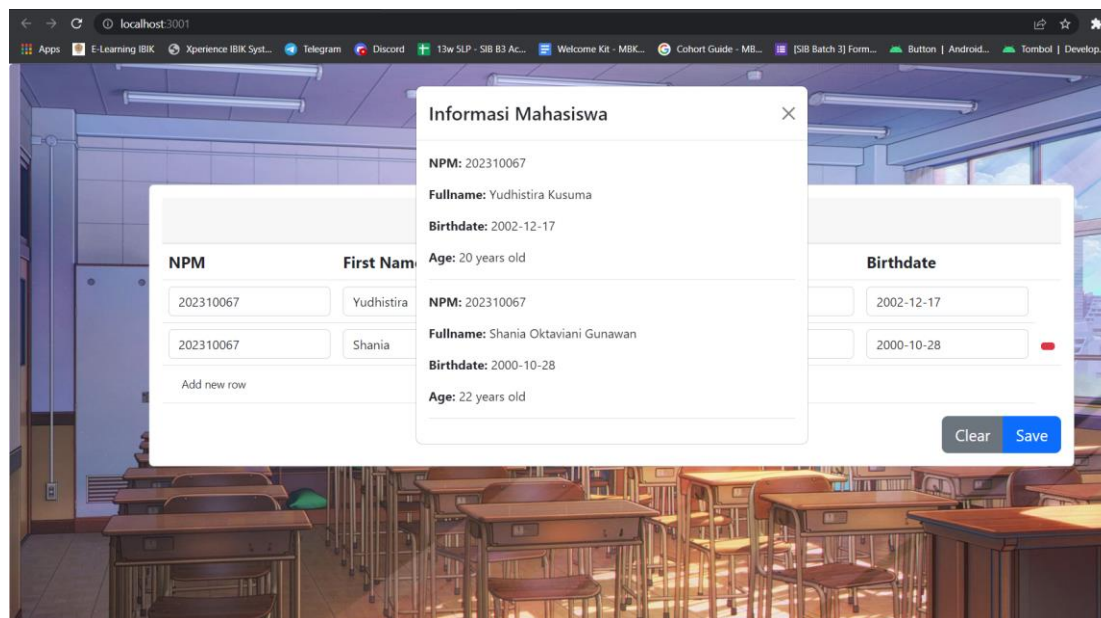 localhost:3001
Apps E-Learning IBIK Xperience IBIK Syst... Telegram Discord 13w SLP - SIB B3 Ac... Welcome Kit - MBK... Cohort Guide - MB... [SIB Batch 3] Form... Button | Android... Tombol | Develop...
Informasi Mahasiswa
NPM: 202310067
Fullname: Yudhistira Kusuma
Birthdate: 2002-12-17
Age: 20 years old
NPM: 202310067
Fullname: Shania Oktaviani Gunawan
Birthdate: 2000-10-28
Age: 22 years old
NPM First Nam Birthdate
202310067 Yudhistira 2002-12-17
202310067 Shania 2000-10-28
Add new row
Clear Save